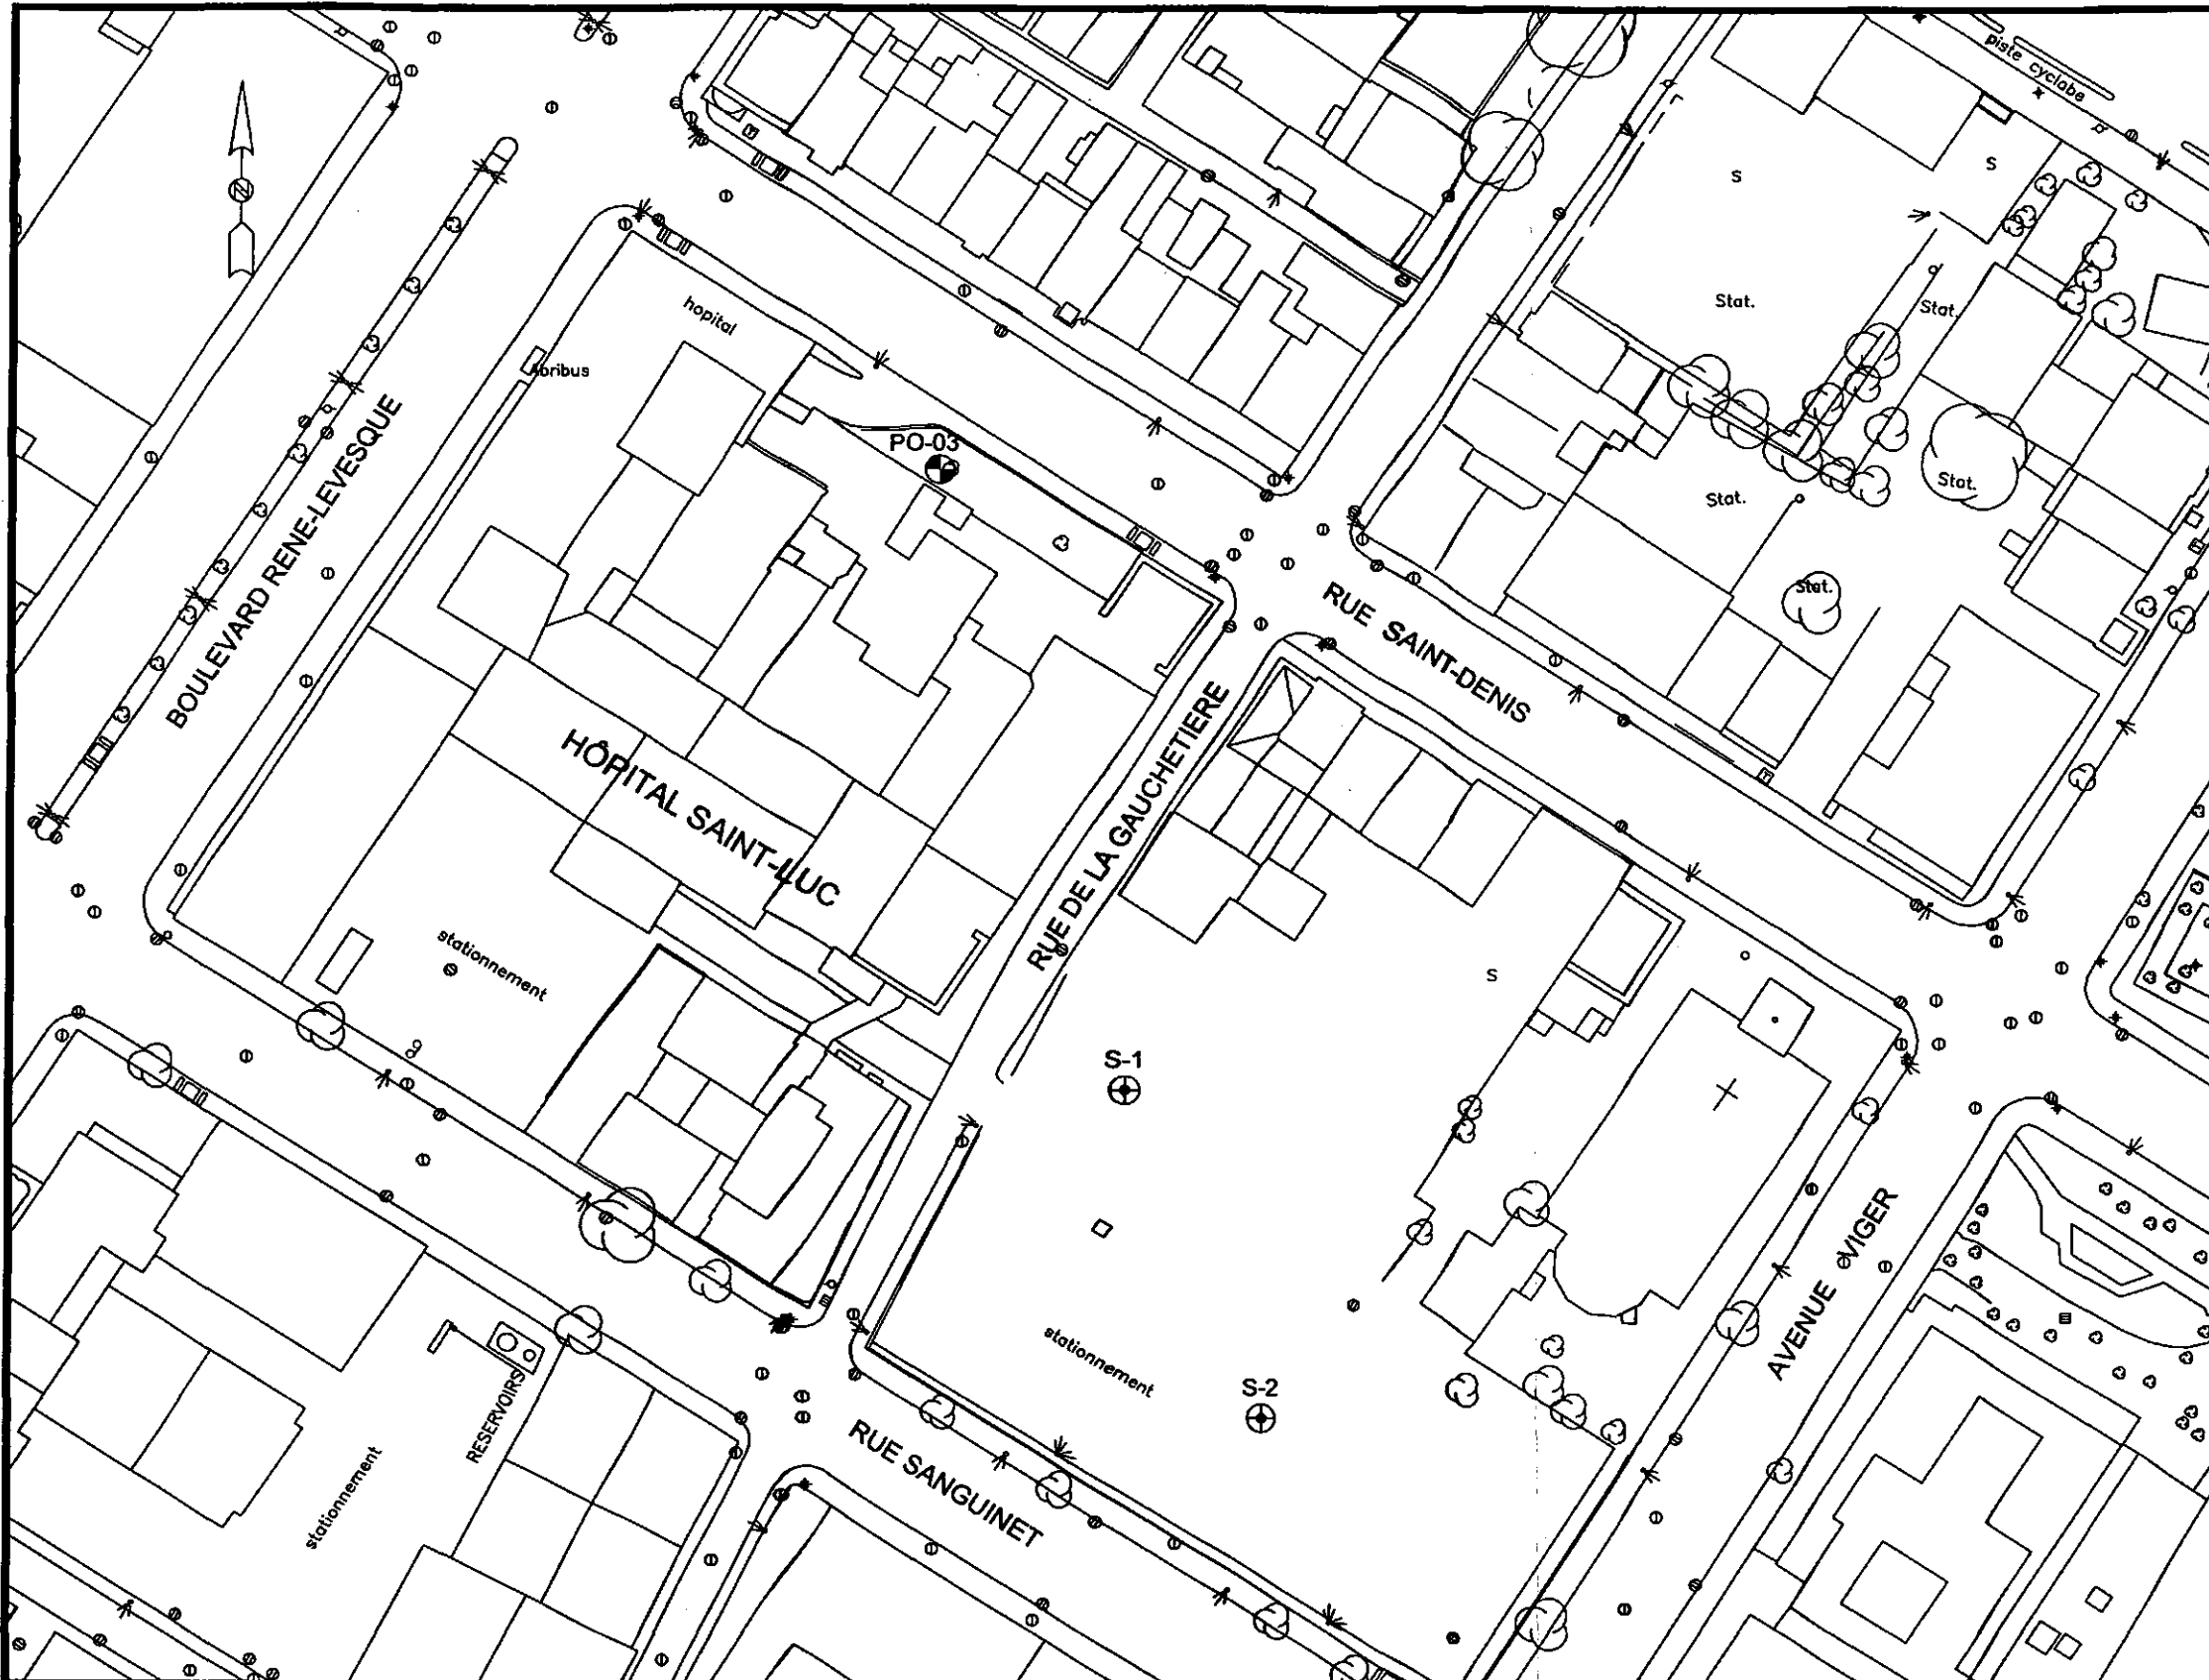 piste cyclabe
S
S
N
hopital
Stat.
Stat.
Abribus
PO-03
Stat.
Stat.
Stat.
BOULEVARD RENE-LEVESQUE
RUE SAINT-DENIS
HÔPITAL SAINT-LUC
RUE DE LA GAUCHETIERE
stationnement
S
S-1
AVENUE VIGER
stationnement
RESERVOIRS
S-2
RUE SANGUINET
stationnement